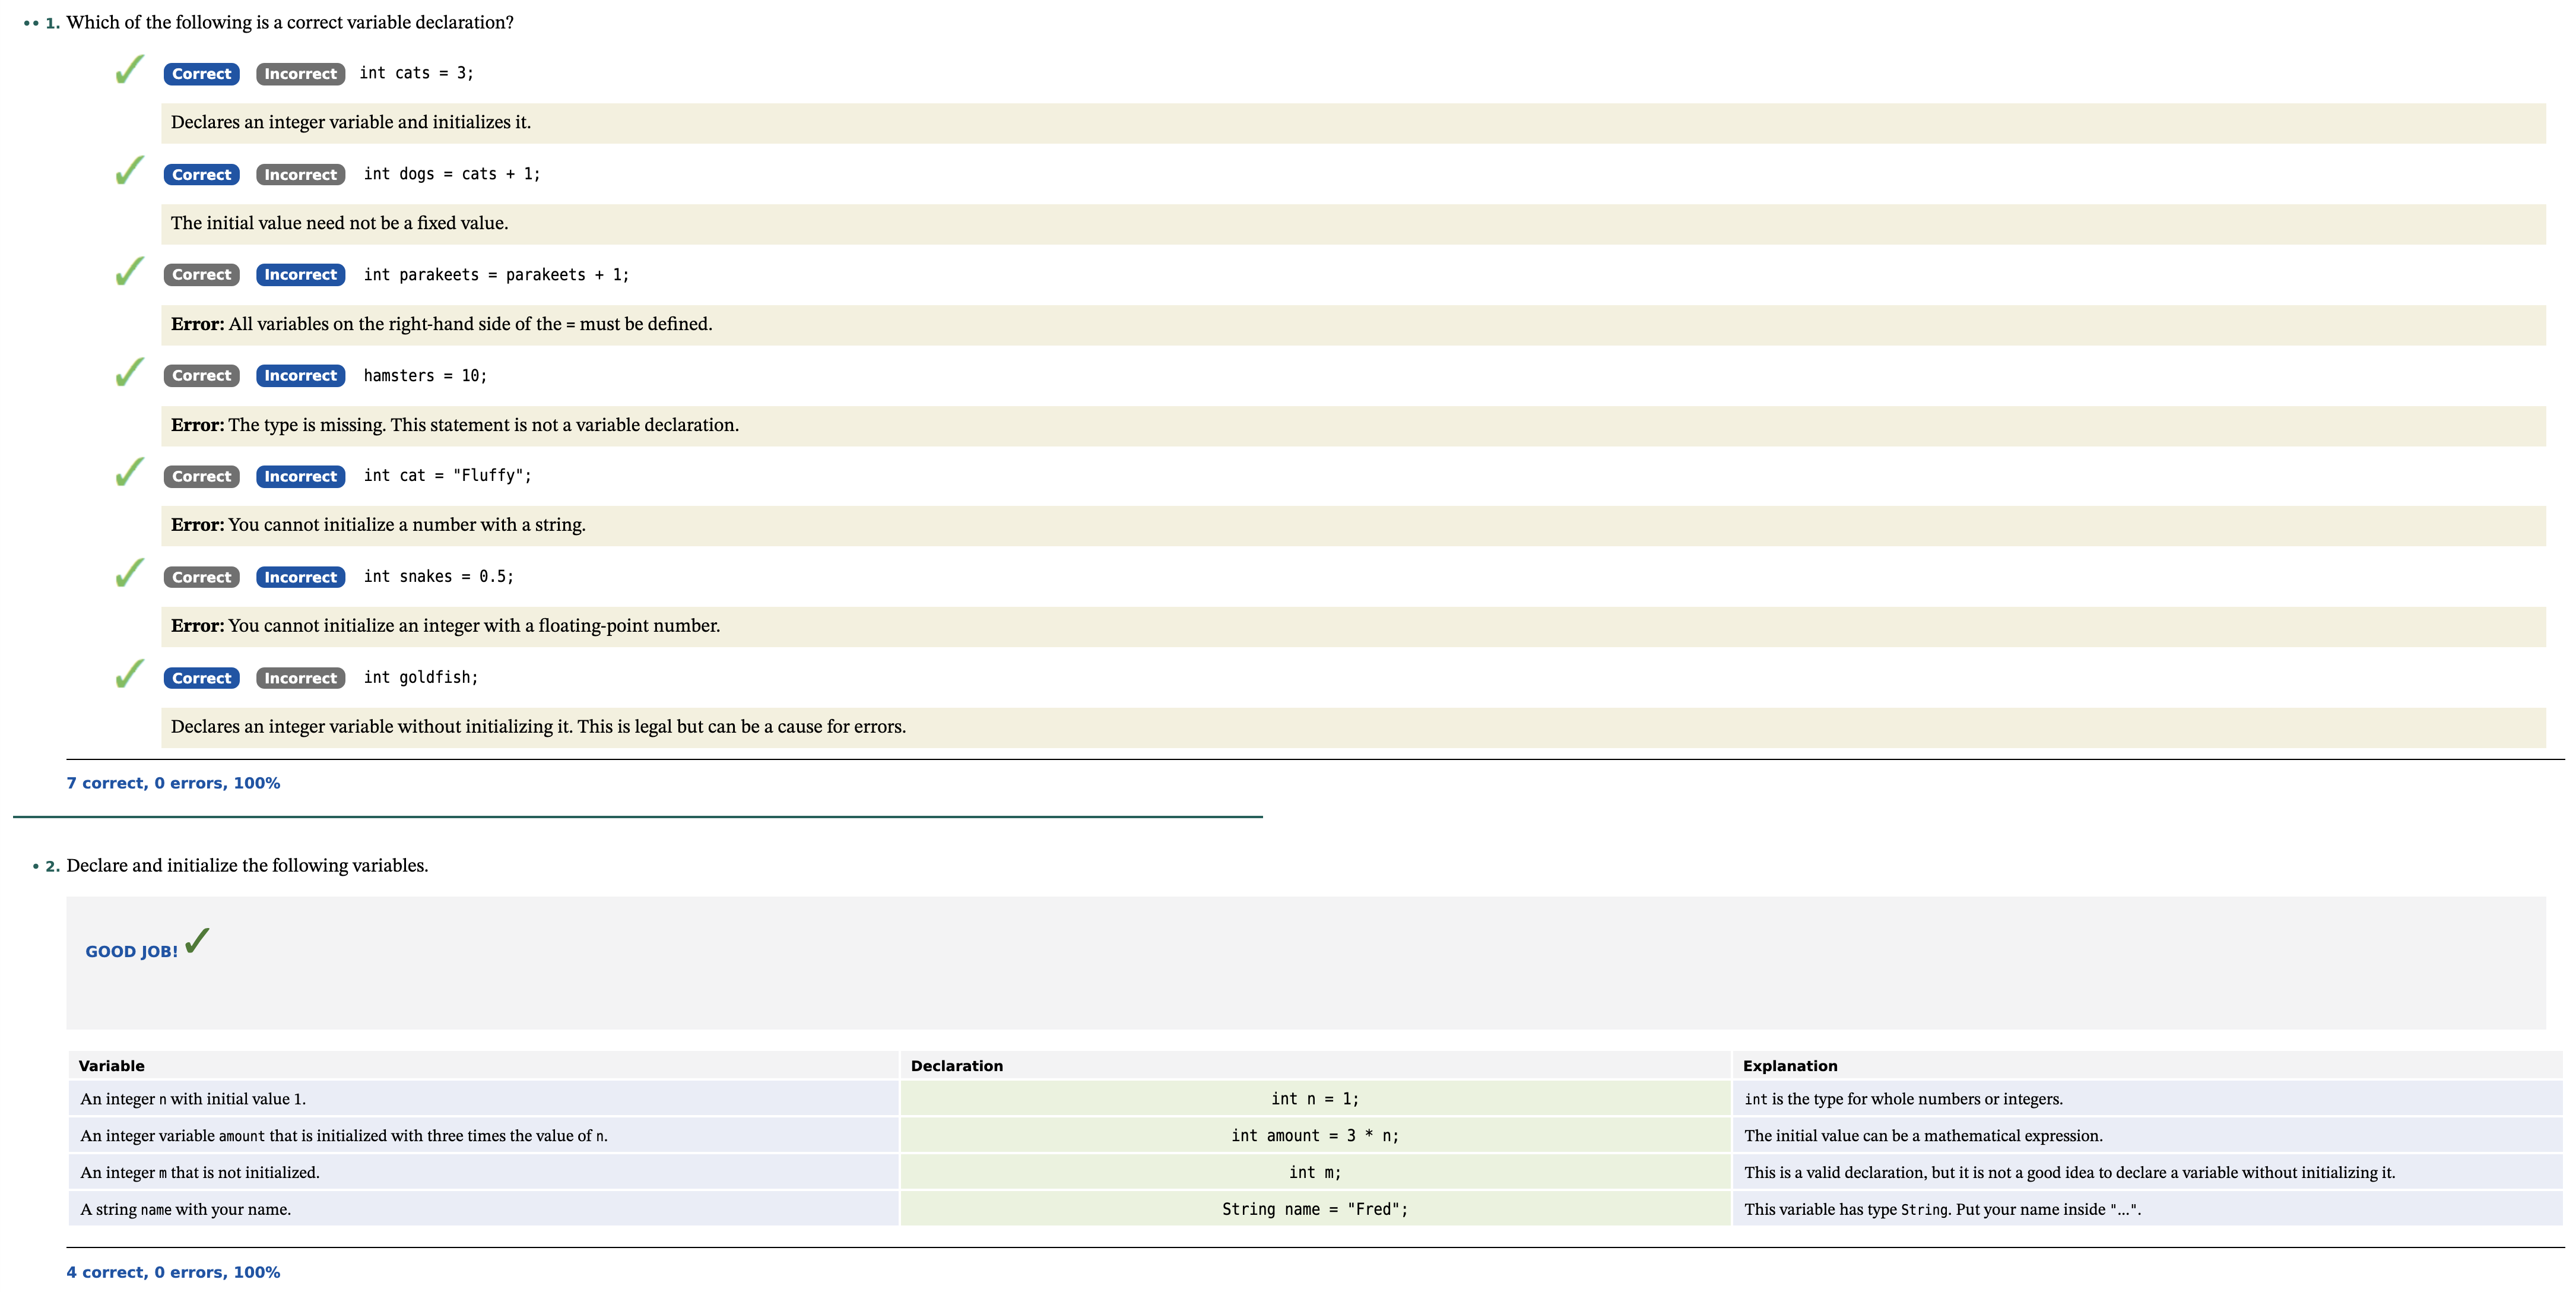 •• 1. Which of the following is a correct variable declaration?
Correct Incorrect int cats = 3;
Declares an integer variable and initializes it.
Correct Incorrect int dogs = cats + 1;
The initial value need not be a fixed value.
Correct Incorrect int parakeets = parakeets + 1;
Error: All variables on the right-hand side of the = must be defined.
Correct Incorrect hamsters = 10;
Error: The type is missing. This statement is not a variable declaration.
Correct Incorrect int cat = "Fluffy";
Error: You cannot initialize a number with a string.
Correct Incorrect int snakes = 0.5;
Error: You cannot initialize an integer with a floating-point number.
Correct Incorrect int goldfish;
Declares an integer variable without initializing it. This is legal but can be a cause for errors.
7 correct, 0 errors, 100%
• 2. Declare and initialize the following variables.
GOOD JOB!
Variable Declaration Explanation
An integer n with initial value 1. int n = 1; int is the type for whole numbers or integers.
An integer variable amount that is initialized with three times the value of n. int amount = 3 * n; The initial value can be a mathematical expression.
An integer m that is not initialized. int m; This is a valid declaration, but it is not a good idea to declare a variable without initializing it.
A string name with your name. String name = "Fred"; This variable has type String. Put your name inside "...".
4 correct, 0 errors, 100%